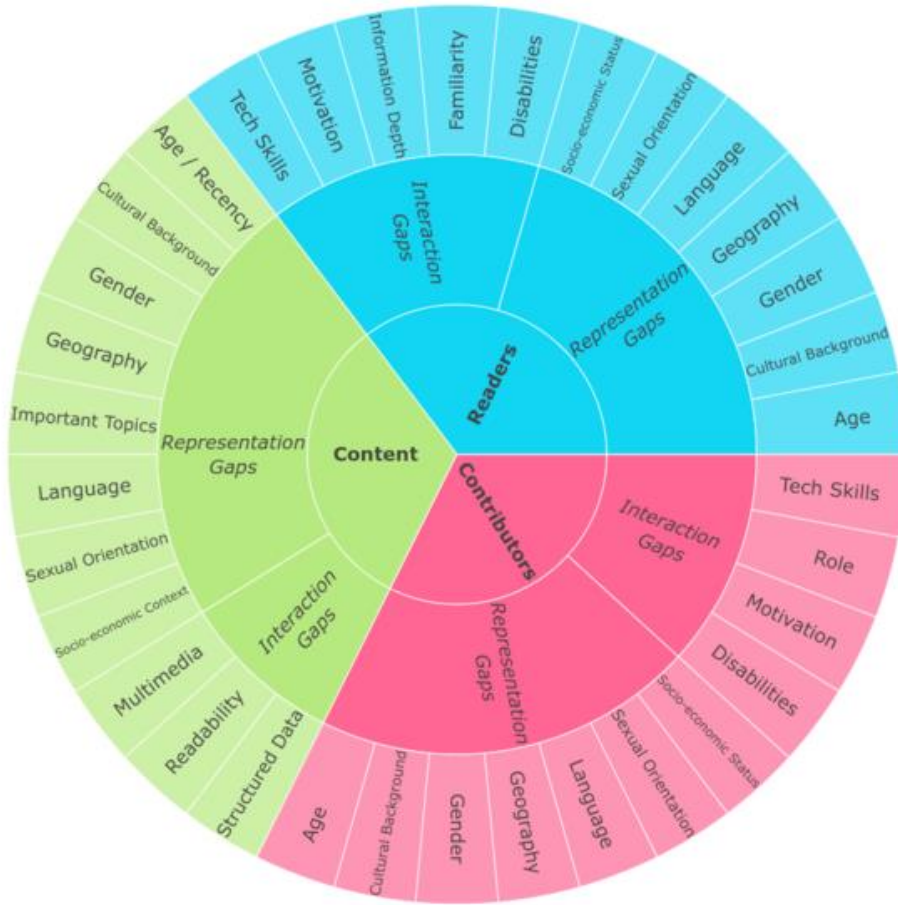 Readers
Interaction
Gaps
Tech Skills
Motivation
Information Depth
Familiarity
Disabilities
Representation
Gaps
Socio-economic Status
Sexual Orientation
Language
Geography
Gender
Cultural Background
Age
Contributors
Interaction
Gaps
Tech Skills
Role
Motivation
Disabilities
Representation
Gaps
Socio-economic Status
Sexual Orientation
Language
Geography
Gender
Cultural Background
Age
Content
Interaction
Gaps
Structured Data
Readability
Multimedia
Representation
Gaps
Socio-economic Context
Sexual Orientation
Language
Important Topics
Geography
Gender
Cultural Background
Age / Recency